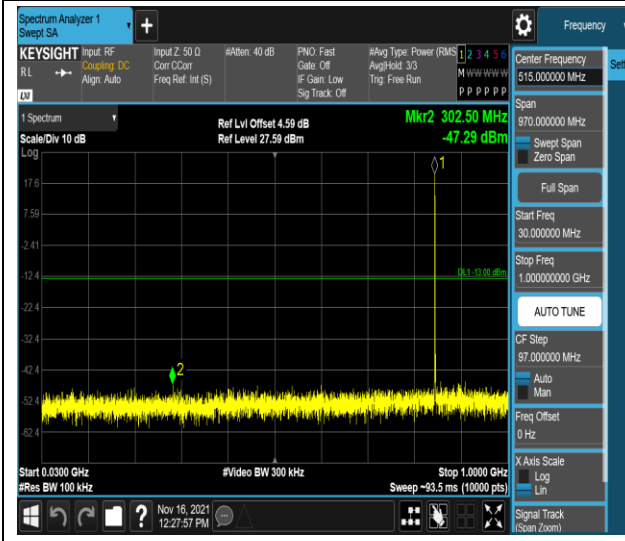 Spectrum Analyzer 1
Swept SA
Frequency
KEYSIGHT
RL
LXI
Input: RF
Coupling: DC
Align: Auto
Input Z: 50 Ω
Corr CCorr
Freq Ref: Int (S)
#Atten: 40 dB
PNO: Fast
Gate: Off
IF Gain: Low
Sig Track: Off
#Avg Type: Power (RMS
Avg|Hold: 3/3
Trig: Free Run
1 2 3 4 5 6
M W W W W W
P P P P P P
1 Spectrum
Scale/Div 10 dB
Log
Ref Lvl Offset 4.59 dB
Ref Level 27.59 dBm
Mkr2 302.50 MHz
-47.29 dBm
17.6
7.59
-2.41
-12.4
-22.4
-32.4
-42.4
-52.4
-62.4
1
DL1 -13.00 dBm
2
Start 0.0300 GHz
#Res BW 100 kHz
#Video BW 300 kHz
Stop 1.0000 GHz
Sweep ~93.5 ms (10000 pts)
Center Frequency
515.000000 MHz
Sett
Span
970.000000 MHz
Swept Span
Zero Span
Full Span
Start Freq
30.000000 MHz
Stop Freq
1.000000000 GHz
AUTO TUNE
CF Step
97.000000 MHz
Auto
Man
Freq Offset
0 Hz
X Axis Scale
Log
Lin
Signal Track
(Span Zoom)
Nov 16, 2021
12:27:57 PM